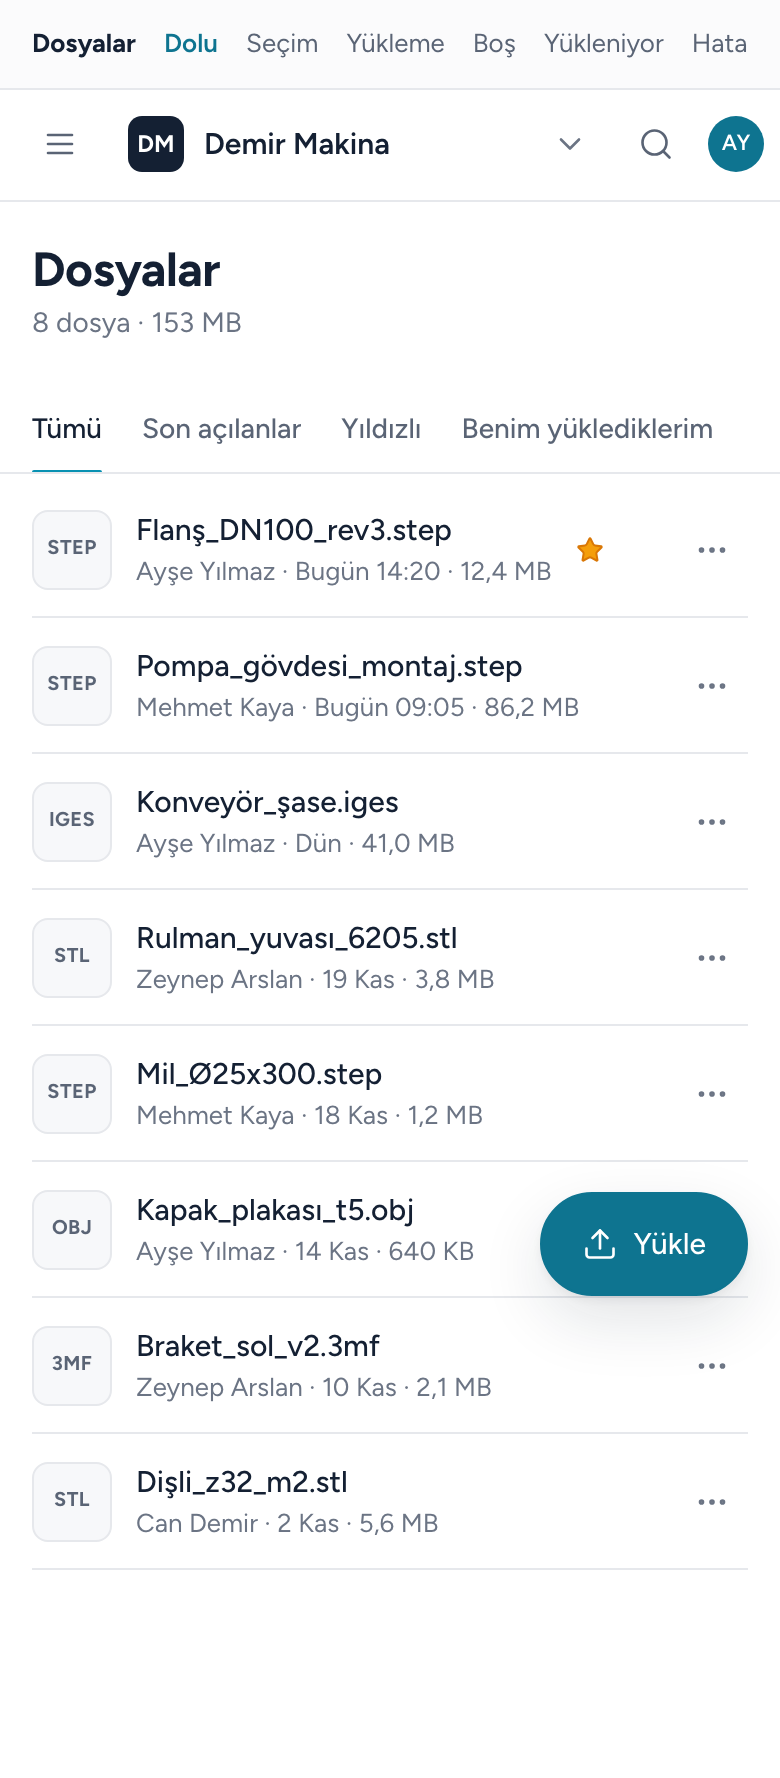 Dosyalar Dolu Seçim Yükleme Boş Yükleniyor Hata
DM Demir Makina AY
Dosyalar
8 dosya · 153 MB
Tümü Son açılanlar Yıldızlı Benim yüklediklerim
STEP Flanş_DN100_rev3.step
Ayşe Yılmaz · Bugün 14:20 · 12,4 MB
STEP Pompa_gövdesi_montaj.step
Mehmet Kaya · Bugün 09:05 · 86,2 MB
IGES Konveyör_şase.iges
Ayşe Yılmaz · Dün · 41,0 MB
STL Rulman_yuvası_6205.stl
Zeynep Arslan · 19 Kas · 3,8 MB
STEP Mil_Ø25x300.step
Mehmet Kaya · 18 Kas · 1,2 MB
OBJ Kapak_plakası_t5.obj
Ayşe Yılmaz · 14 Kas · 640 KB
Yükle
3MF Braket_sol_v2.3mf
Zeynep Arslan · 10 Kas · 2,1 MB
STL Dişli_z32_m2.stl
Can Demir · 2 Kas · 5,6 MB